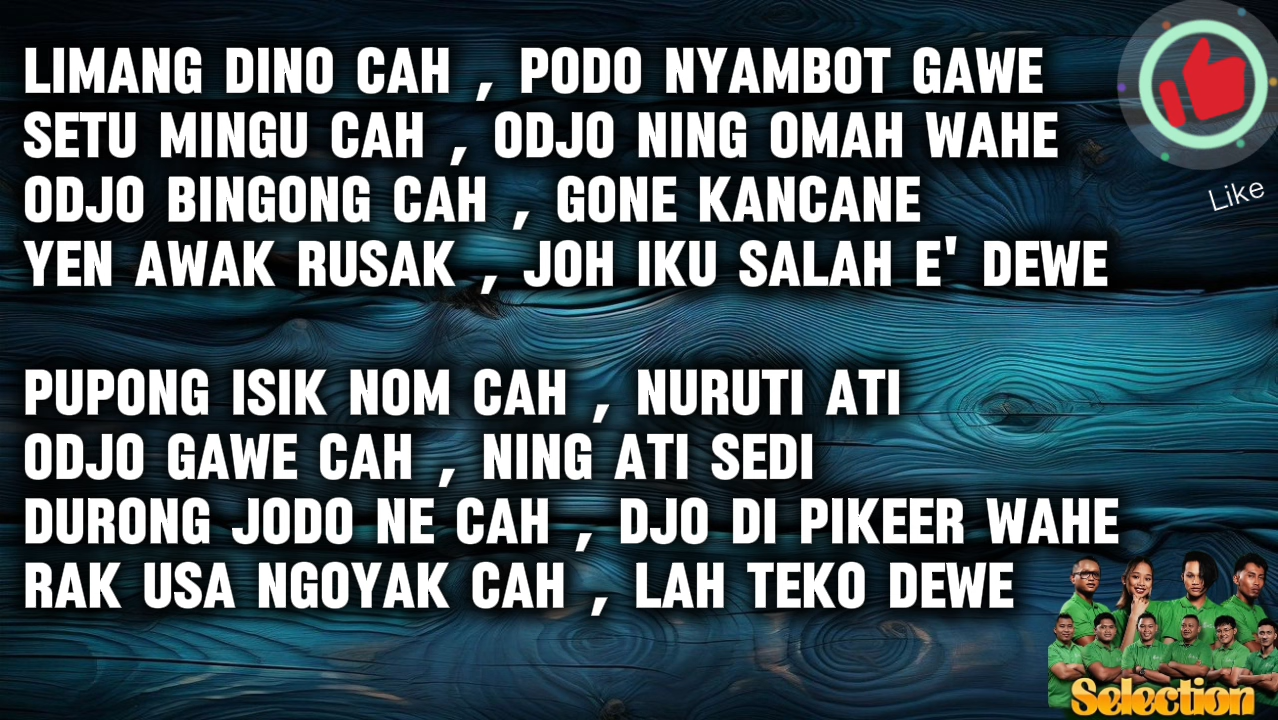 LIMANG DINO CAH , PODO NYAMBOT GAWE
SETU MINGU CAH , ODJO NING OMAH WAHE
ODJO BINGONG CAH , GONE KANCANE
YEN AWAK RUSAK , JOH IKU SALAH E' DEWE
PUPONG ISIK NOM CAH , NURUTI ATI
ODJO GAWE CAH , NING ATI SEDI
DURONG JODO NE CAH , DJO DI PIKEER WAHE
RAK USA NGOYAK CAH , LAH TEKO DEWE
Like
Selection